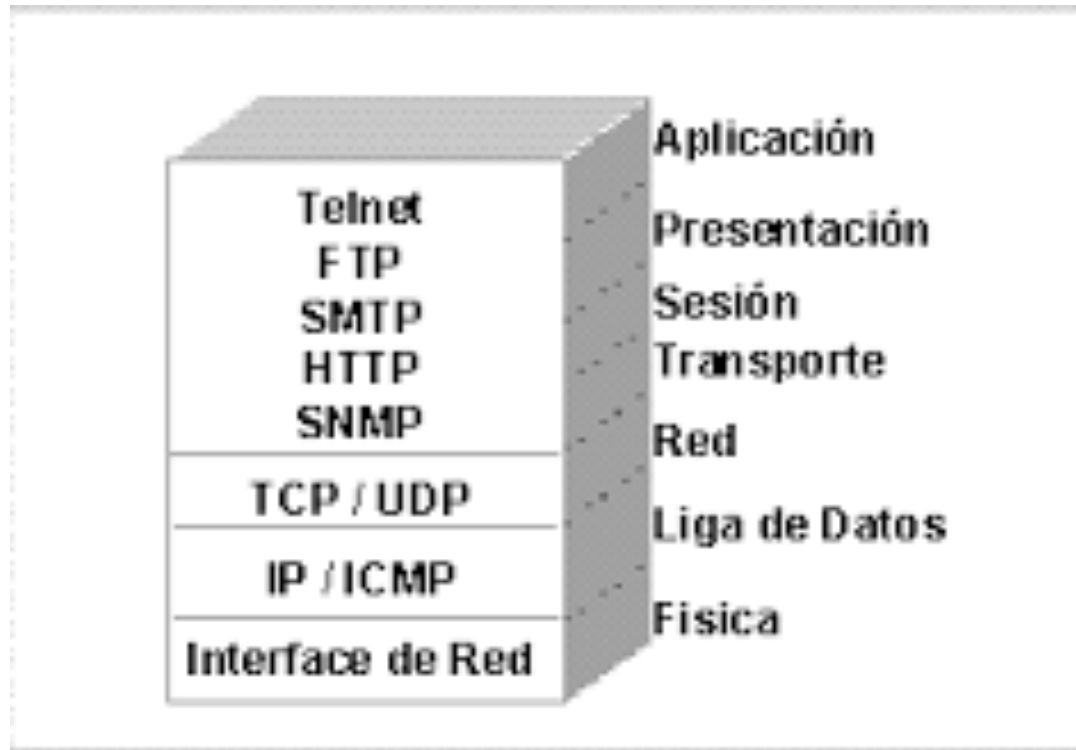 Telnet
FTP
SMTP
HTTP
SNMP
TCP / UDP
IP / ICMP
Interface de Red
Aplicación
Presentación
Sesión
Transporte
Red
Liga de Datos
Fisica